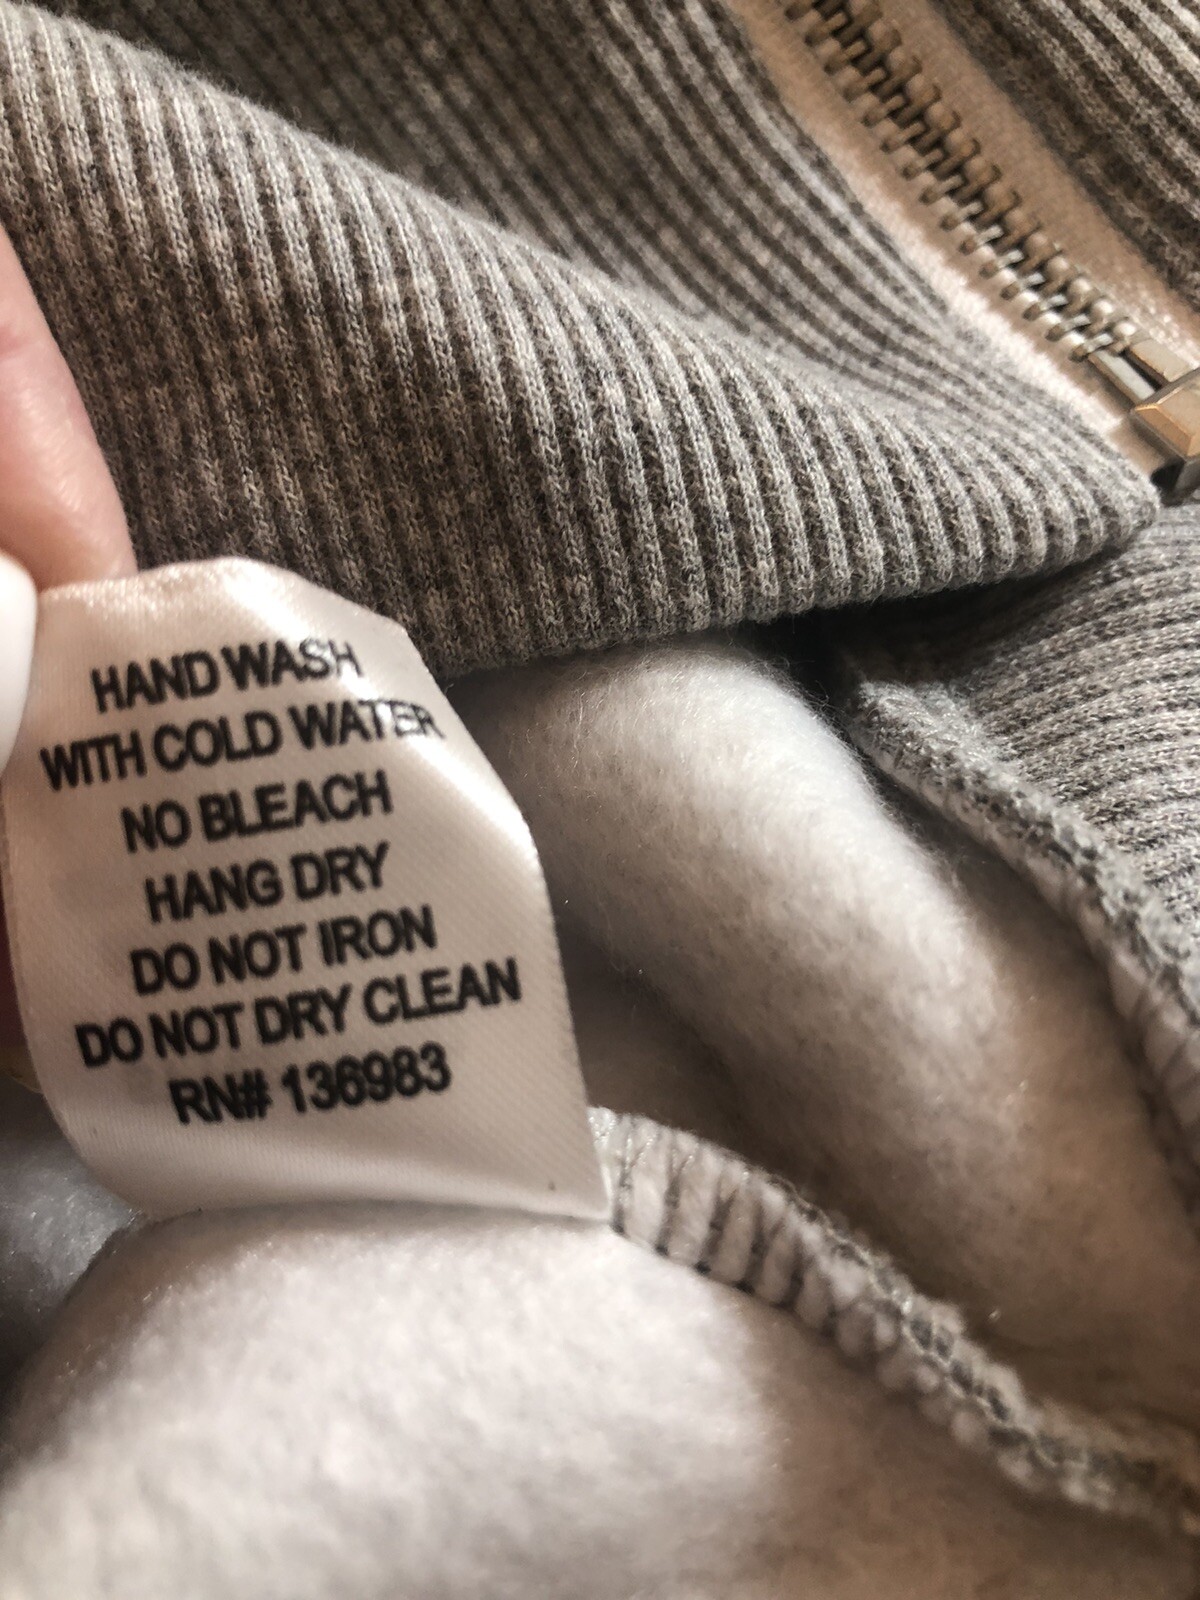 HAND WASH
WITH COLD WATER
NO BLEACH
HANG DRY
DO NOT IRON
DO NOT DRY CLEAN
RN# 136983